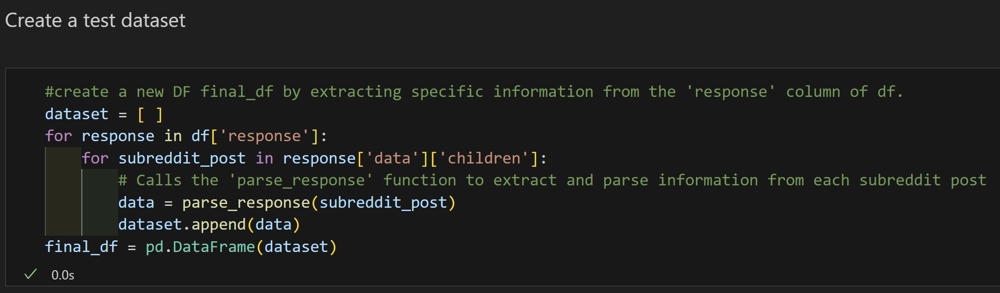 Create a test dataset
#create a new DF final_df by extracting specific information from the 'response' column of df.
dataset = [ ]
for response in df['response']:
    for subreddit_post in response['data']['children']:
        # Calls the 'parse_response' function to extract and parse information from each subreddit post
        data = parse_response(subreddit_post)
        dataset.append(data)
final_df = pd.DataFrame(dataset)
0.0s